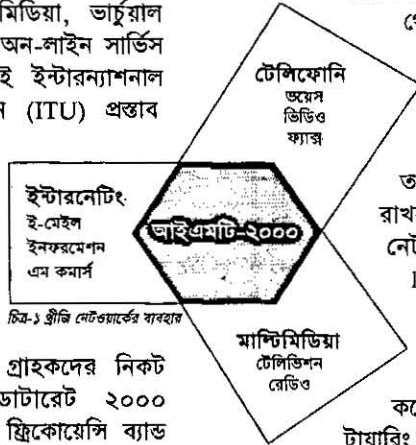 মিডিয়া, ভার্চুয়াল
অন-লাইন সার্ভিস
ই ইন্টারন্যাশনাল
ন (ITU) প্রস্তাব
টেলিফোনি
ভয়েস
ভিডিও
ফ্যাক্স
ইন্টারনেটিং
ই-মেইল
ইনফরমেশন
এম কমার্স
আইএমটি-২০০০
চিত্র-১ থ্রীজি নেটওয়ার্কের ব্যবহার
মাল্টিমিডিয়া
টেলিভিশন
রেডিও
গ্রাহকদের নিকট
ডাটারেট ২০০০
ফ্রিকোয়েন্সি ব্যান্ড
ত
রাখ
নেট
I
টায়ারিং